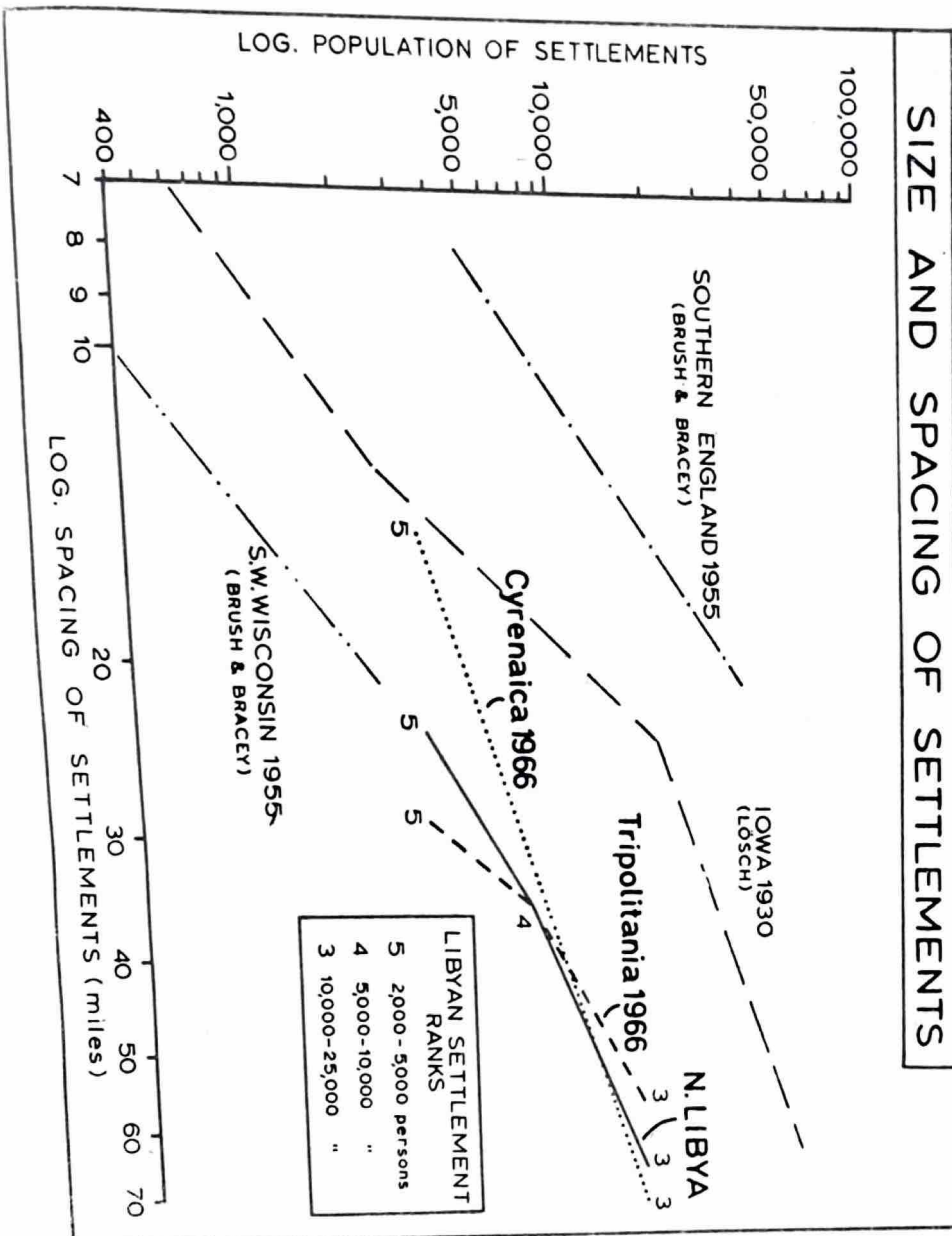 SIZE AND SPACING OF SETTLEMENTS
LOG. POPULATION OF SETTLEMENTS
100,000
50,000
10,000
5,000
1,000
400
SOUTHERN ENGLAND 1955
(BRUSH & BRACEY)
IOWA 1930
(LÖSCH)
Cyrenaica 1966
Tripolitania 1966
N. LIBYA
S.W. WISCONSIN 1955
(BRUSH & BRACEY)
5
5
5
4
3
3
3
LIBYAN SETTLEMENT
RANKS
5 2,000 - 5,000 persons
4 5,000-10,000 "
3 10,000-25,000 "
7 8 9 10 20 30 40 50 60 70
LOG. SPACING OF SETTLEMENTS (miles)